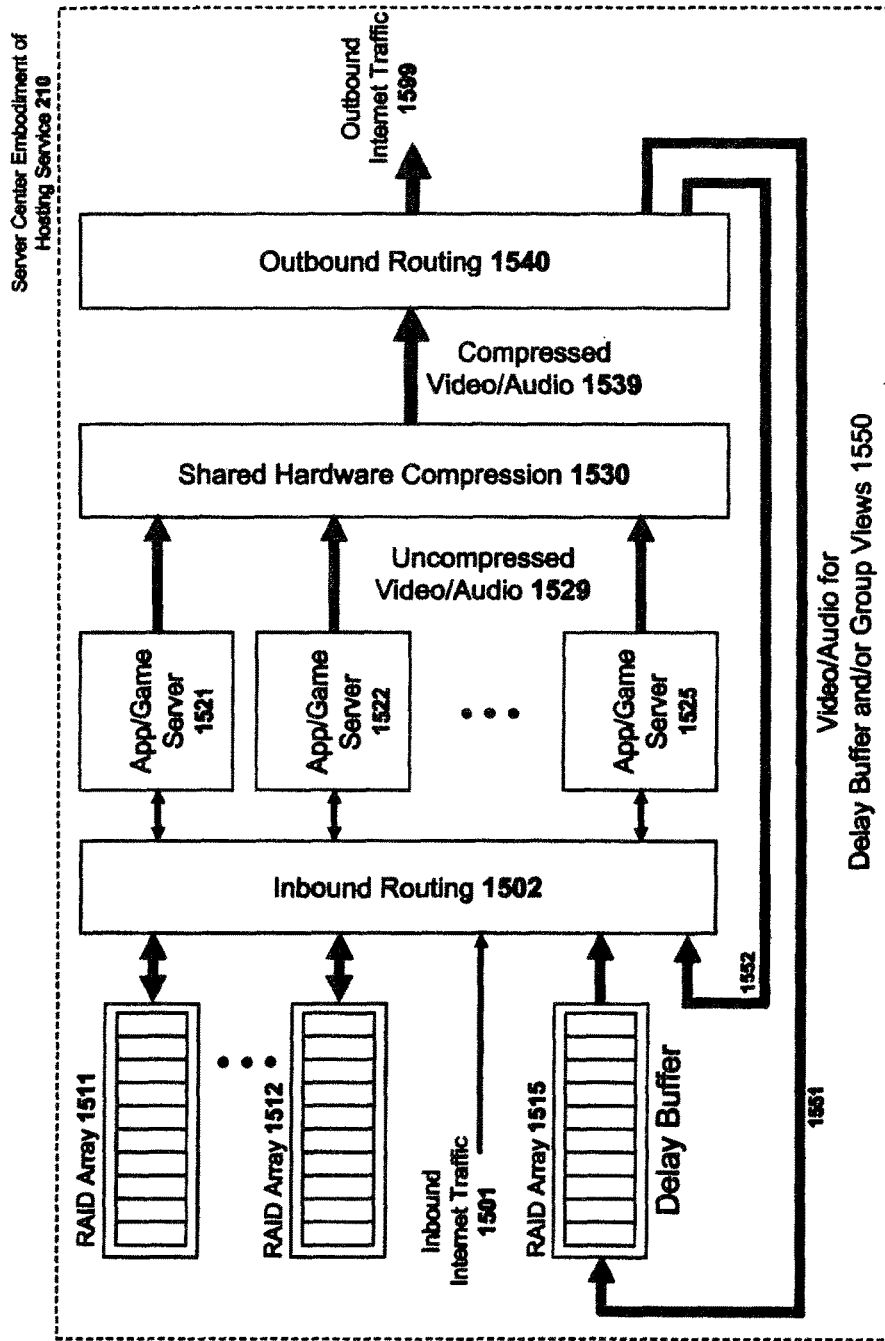 Server Center Embodiment of
Hosting Service 210
RAID Array 1511
RAID Array 1512
Inbound
Internet Traffic
1501
RAID Array 1515
Delay Buffer
Inbound Routing 1502
App/Game
Server
1521
App/Game
Server
1522
App/Game
Server
1525
Uncompressed
Video/Audio 1529
Shared Hardware Compression 1530
Compressed
Video/Audio 1539
Outbound Routing 1540
Outbound
Internet Traffic
1599
1552
1551
Video/Audio for
Delay Buffer and/or Group Views 1550